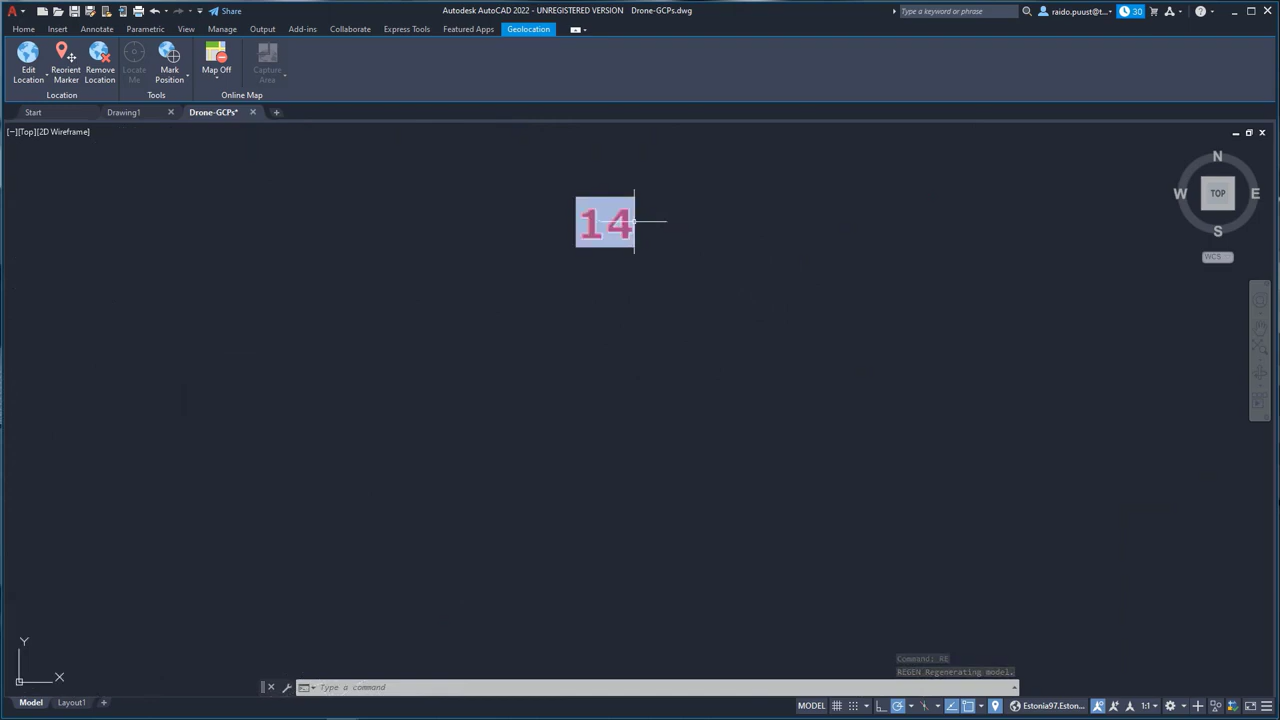 A Share Autodesk AutoCAD 2022 - UNREGISTERED VERSION Drone-GCPs.dwg Type a keyword or phrase raido.puust@t... 30
Home Insert Annotate Parametric View Manage Output Add-ins Collaborate Express Tools Featured Apps Geolocation
Edit Location Reorient Marker Remove Location Locate Me Mark Position Map Off Capture Area
Location Tools Online Map
Start Drawing1 Drone-GCPs*
[−][Top][2D Wireframe]
N
W TOP E
S
WCS
14
Y
X
Command: RE
REGEN Regenerating model.
Type a command
Model Layout1 MODEL 1:1 Estonia97.Eston...